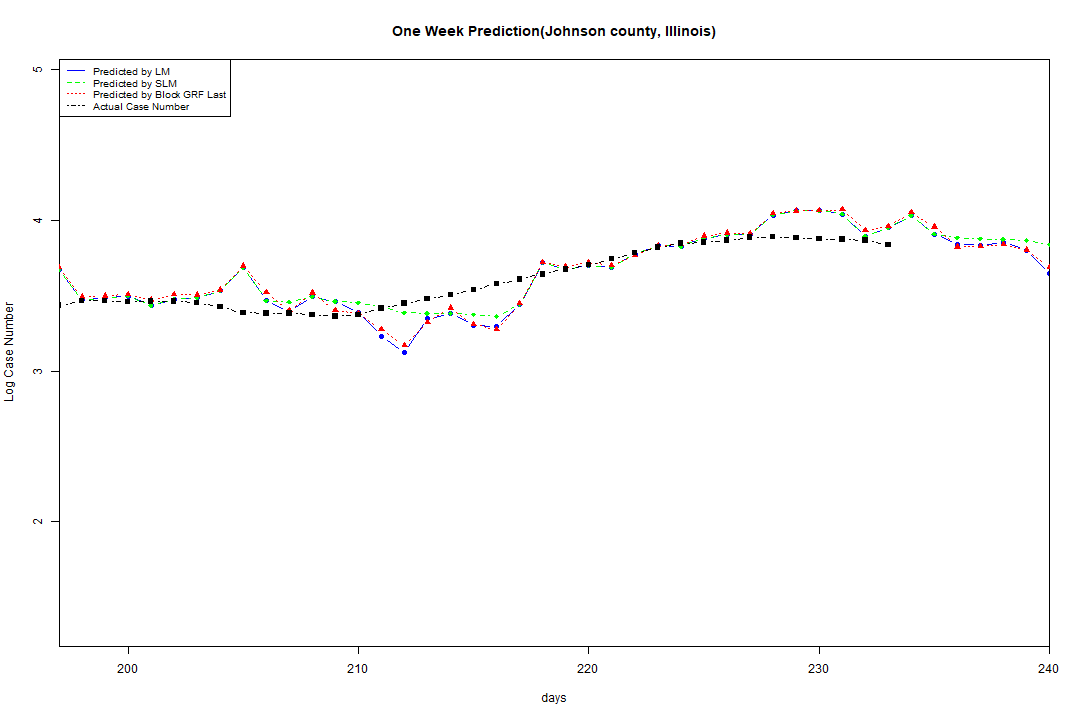 One Week Prediction(Johnson county, Illinois)
Predicted by LM
Predicted by SLM
Predicted by Block GRF Last
Actual Case Number
5
4
3
2
Log Case Number
200
210
220
230
240
days